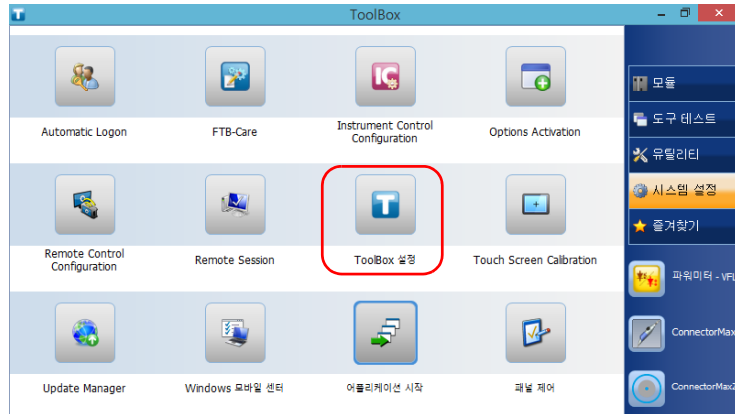 ToolBox
Automatic Logon
FTB-Care
Instrument Control
Configuration
Options Activation
Remote Control
Configuration
Remote Session
ToolBox 설정
Touch Screen Calibration
Update Manager
Windows 모바일 센터
어플리케이션 시작
패널 제어
모듈
도구 테스트
유틸리티
시스템 설정
즐겨찾기
파워미터 - VFL
ConnectorMax
ConnectorMax2